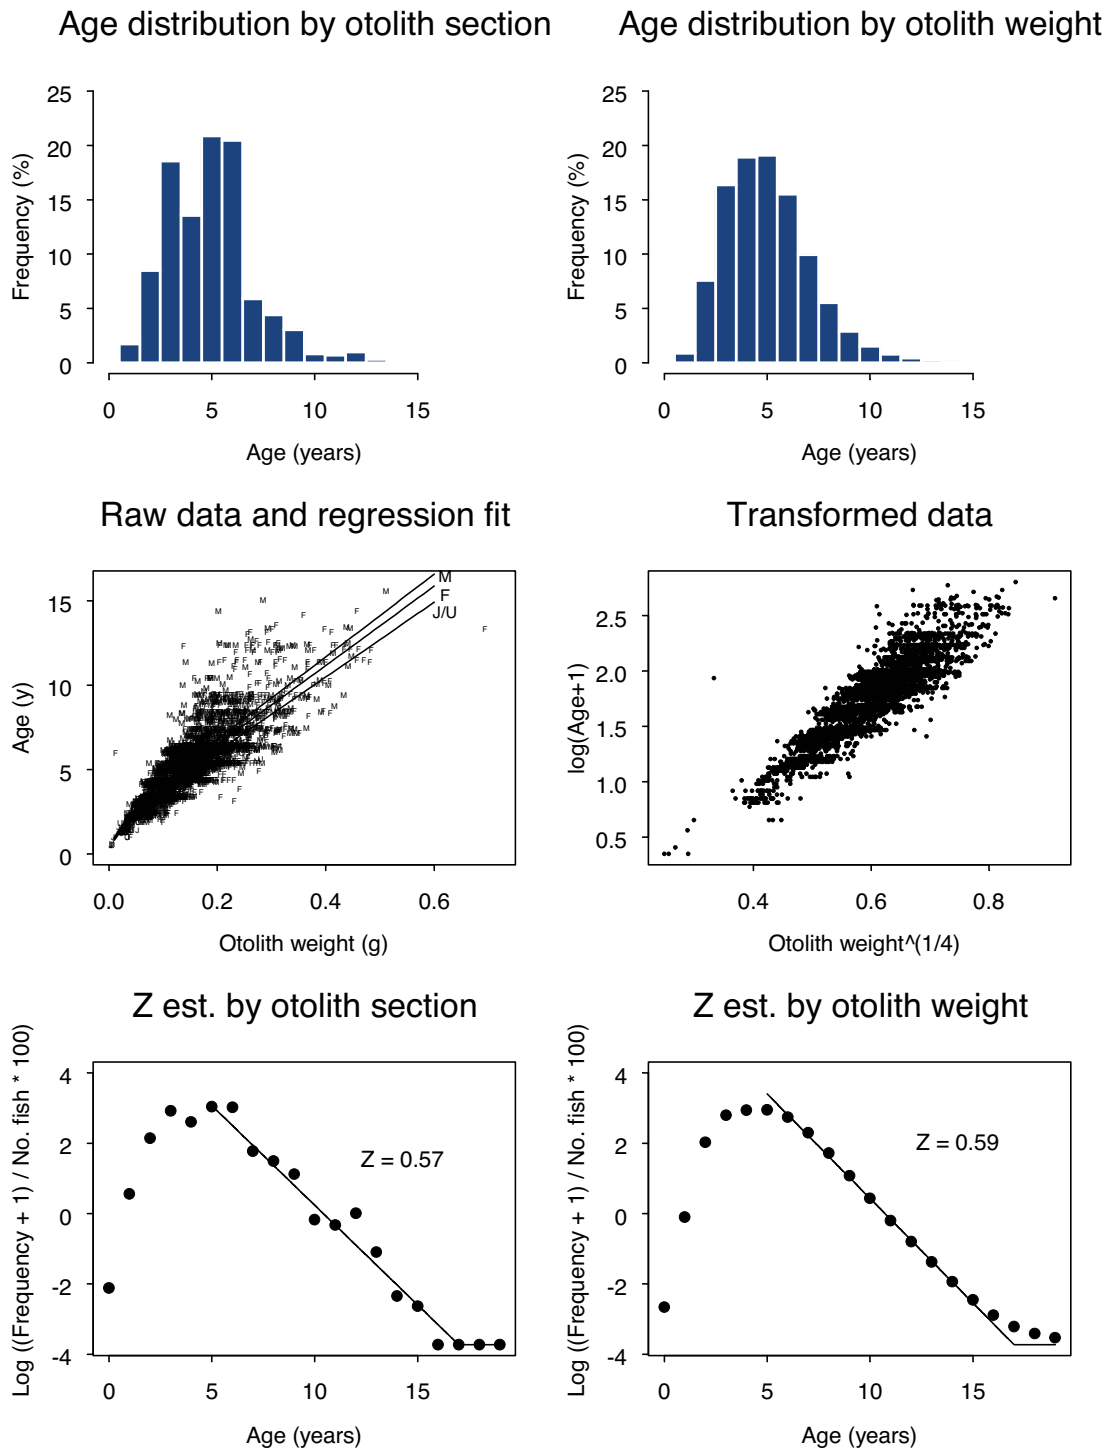 Age distribution by otolith section
Frequency (%)
25
20
15
10
5
0
0 5 10 15
Age (years)
Age distribution by otolith weight
Frequency (%)
25
20
15
10
5
0
0 5 10 15
Age (years)
Raw data and regression fit
Age (y)
15
10
5
0
M
F
J/U
0.0 0.2 0.4 0.6
Otolith weight (g)
Transformed data
log(Age+1)
2.5
2.0
1.5
1.0
0.5
0.4 0.6 0.8
Otolith weight^(1/4)
Z est. by otolith section
Log ((Frequency + 1) / No. fish * 100)
4
2
0
-2
-4
Z = 0.57
0 5 10 15
Age (years)
Z est. by otolith weight
Log ((Frequency + 1) / No. fish * 100)
4
2
0
-2
-4
Z = 0.59
0 5 10 15
Age (years)